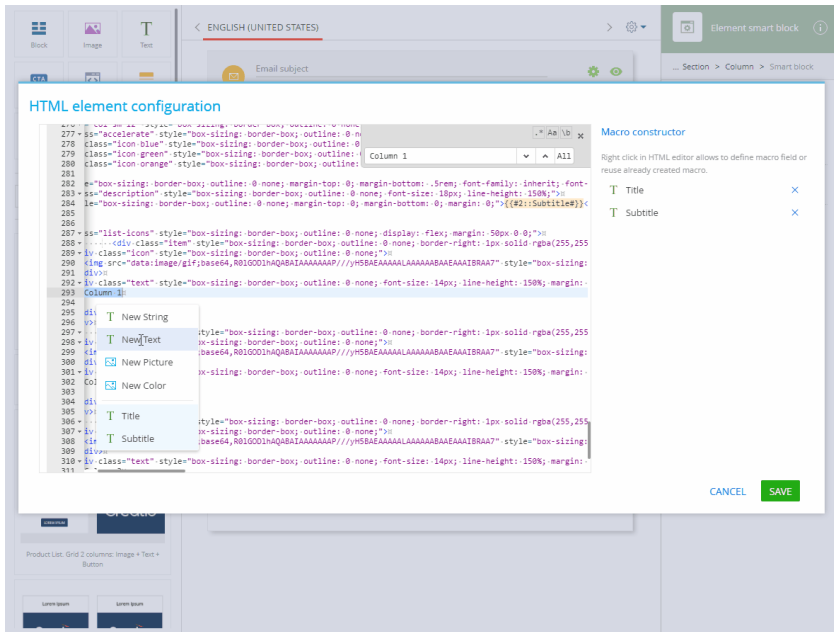 Block
Image
Text
ENGLISH (UNITED STATES)
Element smart block
Email subject
... Section > Column > Smart block
CTA
HTML element configuration
277 ss="accelerate" style="box-sizing: border-box; outline: 0 n
278 class="icon blue" style="box-sizing: border-box; outline: 0
279 class="icon green" style="box-sizing: border-box; outline:
280 class="icon orange" style="box-sizing: border-box; outline:
.* Aa \b
Column 1
All
281
282 e="box-sizing: border-box; outline: 0 none; margin-top: 0; margin-bottom: .5rem; font-family: inherit; font-
283 ss="description" style="box-sizing: border-box; outline: 0 none; font-size: 18px; line-height: 150%;">
284 le="box-sizing: border-box; outline: 0 none; margin-top: 0; margin-bottom: 0; margin: 0;">{{#2::Subtitle#}}<
285
286
287 ss="list-icons" style="box-sizing: border-box; outline: 0 none; display: flex; margin: 50px 0 0;">
288 <div class="item" style="box-sizing: border-box; outline: 0 none; border-right: 1px solid rgba(255,255
289 iv class="icon" style="box-sizing: border-box; outline: 0 none;">
290 <img src="data:image/gif;base64,R0lGODlhAQABAIAAAAAAAP///yH5BAEAAAAALAAAAAABAAEAAAIBRAA7" style="box-sizing:
291 div>
292 iv class="text" style="box-sizing: border-box; outline: 0 none; font-size: 14px; line-height: 150%; margin:
293 Column 1
294
295 div
296 v>
297 style="box-sizing: border-box; outline: 0 none; border-right: 1px solid rgba(255,255
298 iv x-sizing: border-box; outline: 0 none;">
299 <im ;base64,R0lGODlhAQABAIAAAAAAAP///yH5BAEAAAAALAAAAAABAAEAAAIBRAA7" style="box-sizing:
300 div
301 iv x-sizing: border-box; outline: 0 none; font-size: 14px; line-height: 150%; margin:
302 Col
303
304 div
305 v>
306 style="box-sizing: border-box; outline: 0 none; border-right: 1px solid rgba(255,255
307 iv x-sizing: border-box; outline: 0 none;">
308 <im ;base64,R0lGODlhAQABAIAAAAAAAP///yH5BAEAAAAALAAAAAABAAEAAAIBRAA7" style="box-sizing:
309 div>
310 iv class="text" style="box-sizing: border-box; outline: 0 none; font-size: 14px; line-height: 150%; margin:
311
New String
New Text
New Picture
New Color
Title
Subtitle
Macro constructor
Right click in HTML editor allows to define macro field or
reuse already created macro.
Title
Subtitle
CANCEL
SAVE
Product List. Grid 2 columns: Image + Text +
Button
Lorem ipsum
Lorem ipsum